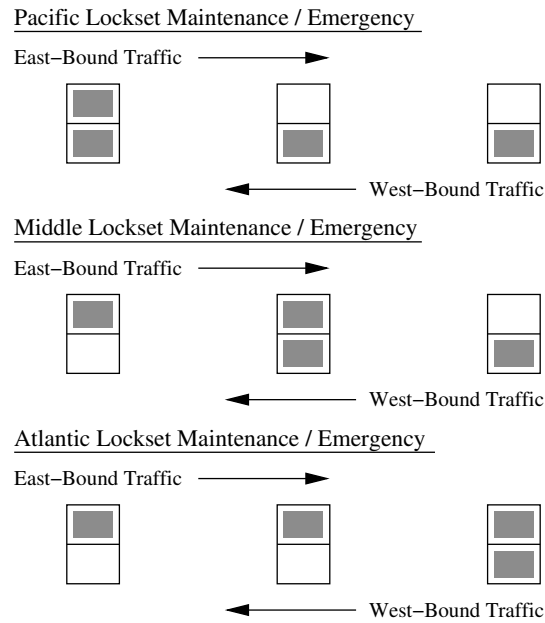 Pacific Lockset Maintenance / Emergency
East−Bound Traffic
West−Bound Traffic
Middle Lockset Maintenance / Emergency
East−Bound Traffic
West−Bound Traffic
Atlantic Lockset Maintenance / Emergency
East−Bound Traffic
West−Bound Traffic